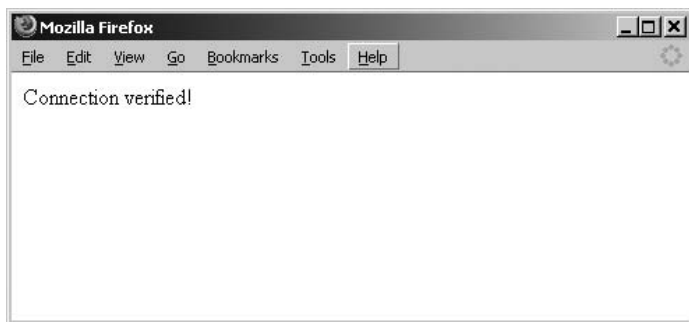 Mozilla Firefox
File Edit View Go Bookmarks Tools Help
Connection verified!